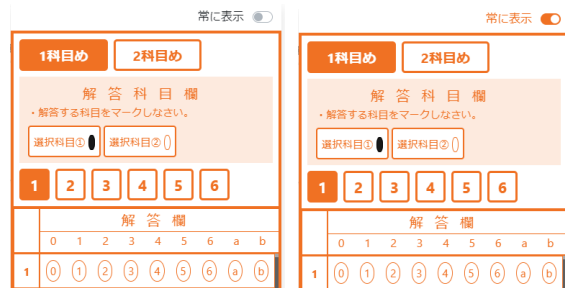 常に表示
1科目め 2科目め
解答科目欄
・解答する科目をマークしなさい。
選択科目① 選択科目②
1 2 3 4 5 6
解答欄
0 1 2 3 4 5 6 a b
1 0 1 2 3 4 5 6 a b
常に表示
1科目め 2科目め
解答科目欄
・解答する科目をマークしなさい。
選択科目① 選択科目②
1 2 3 4 5 6
解答欄
0 1 2 3 4 5 6 a b
1 0 1 2 3 4 5 6 a b